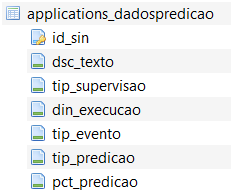 applications_dadospredicao
id_sin
dsc_texto
tip_supervisao
din_execucao
tip_evento
tip_predicao
pct_predicao